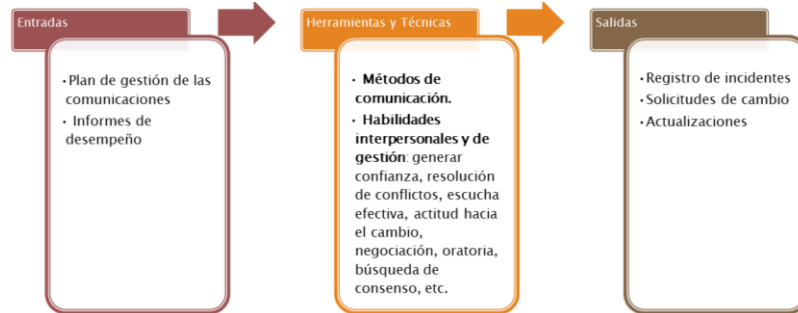 Entradas
·Plan de gestión de las
comunicaciones
· Informes de
desempeño
Herramientas y Técnicas
· Métodos de
comunicación.
· Habilidades
interpersonales y de
gestión: generar
confianza, resolución
de conflictos, escucha
efectiva, actitud hacia
el cambio,
negociación, oratoria,
búsqueda de
consenso, etc.
Salidas
·Registro de incidentes
·Solicitudes de cambio
·Actualizaciones